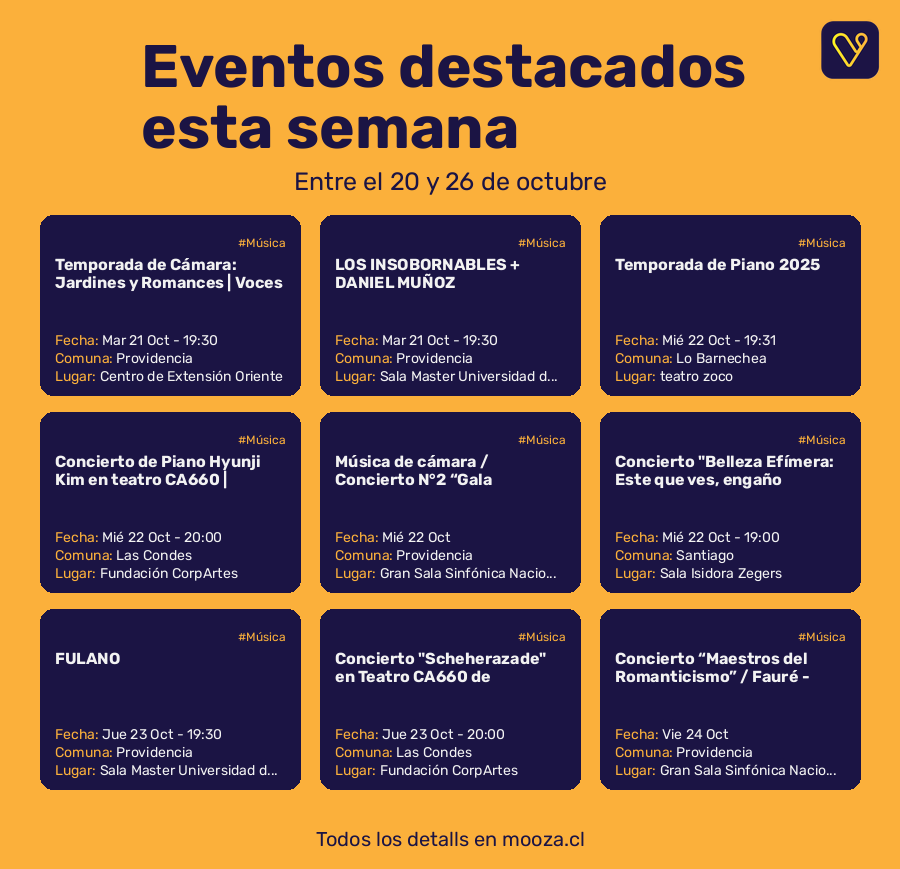 Eventos destacados
esta semana
Entre el 20 y 26 de octubre
#Música
Temporada de Cámara:
Jardines y Romances | Voces
Fecha: Mar 21 Oct - 19:30
Comuna: Providencia
Lugar: Centro de Extensión Oriente
#Música
LOS INSOBORNABLES +
DANIEL MUÑOZ
Fecha: Mar 21 Oct - 19:30
Comuna: Providencia
Lugar: Sala Master Universidad d...
#Música
Temporada de Piano 2025
Fecha: Mié 22 Oct - 19:31
Comuna: Lo Barnechea
Lugar: teatro zoco
#Música
Concierto de Piano Hyunji
Kim en teatro CA660 |
Fecha: Mié 22 Oct - 20:00
Comuna: Las Condes
Lugar: Fundación CorpArtes
#Música
Música de cámara /
Concierto N°2 “Gala
Fecha: Mié 22 Oct
Comuna: Providencia
Lugar: Gran Sala Sinfónica Nacio...
#Música
Concierto "Belleza Efímera:
Este que ves, engaño
Fecha: Mié 22 Oct - 19:00
Comuna: Santiago
Lugar: Sala Isidora Zegers
#Música
FULANO
Fecha: Jue 23 Oct - 19:30
Comuna: Providencia
Lugar: Sala Master Universidad d...
#Música
Concierto "Scheherazade"
en Teatro CA660 de
Fecha: Jue 23 Oct - 20:00
Comuna: Las Condes
Lugar: Fundación CorpArtes
#Música
Concierto “Maestros del
Romanticismo” / Fauré -
Fecha: Vie 24 Oct
Comuna: Providencia
Lugar: Gran Sala Sinfónica Nacio...
Todos los detalls en mooza.cl